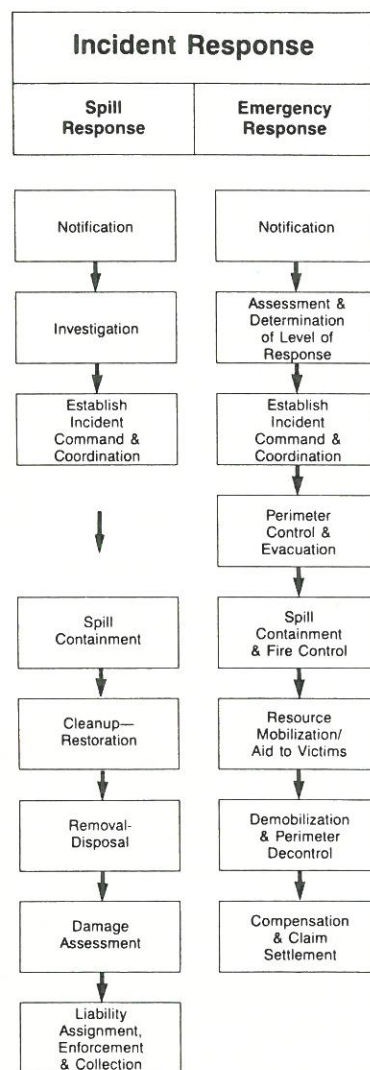 Incident Response
Spill
Response
Emergency
Response
Notification
Investigation
Establish
Incident
Command &
Coordination
Spill
Containment
Cleanup—
Restoration
Removal-
Disposal
Damage
Assessment
Liability
Assignment,
Enforcement
& Collection
Notification
Assessment &
Determination
of Level of
Response
Establish
Incident
Command &
Coordination
Perimeter
Control &
Evacuation
Spill
Containment
& Fire Control
Resource
Mobilization/
Aid to Victims
Demobilization
& Perimeter
Decontrol
Compensation
& Claim
Settlement